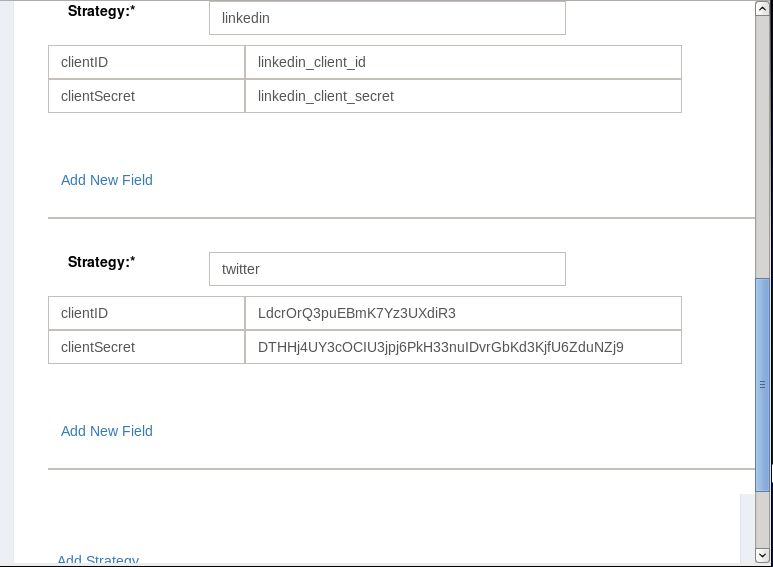 Strategy:* linkedin
clientID linkedin_client_id
clientSecret linkedin_client_secret
Add New Field
Strategy:* twitter
clientID LdcrOrQ3puEBmK7Yz3UXdiR3
clientSecret DTHHj4UY3cOCIU3jpj6PkH33nuIDvrGbKd3KjfU6ZduNZj9
Add New Field
Add Strategy